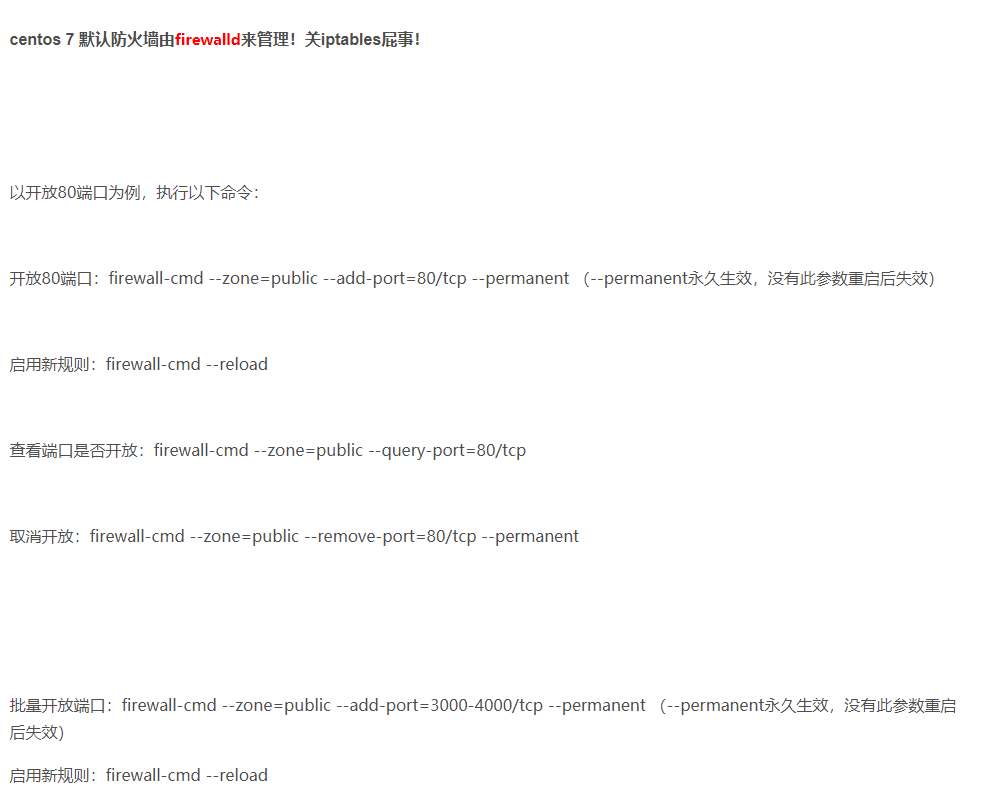 centos 7 默认防火墙由firewalld来管理！关iptables屁事！
以开放80端口为例，执行以下命令：
开放80端口：firewall-cmd --zone=public --add-port=80/tcp --permanent （--permanent永久生效，没有此参数重启后失效）
启用新规则：firewall-cmd --reload
查看端口是否开放：firewall-cmd --zone=public --query-port=80/tcp
取消开放：firewall-cmd --zone=public --remove-port=80/tcp --permanent
批量开放端口：firewall-cmd --zone=public --add-port=3000-4000/tcp --permanent （--permanent永久生效，没有此参数重启
后失效）
启用新规则：firewall-cmd --reload